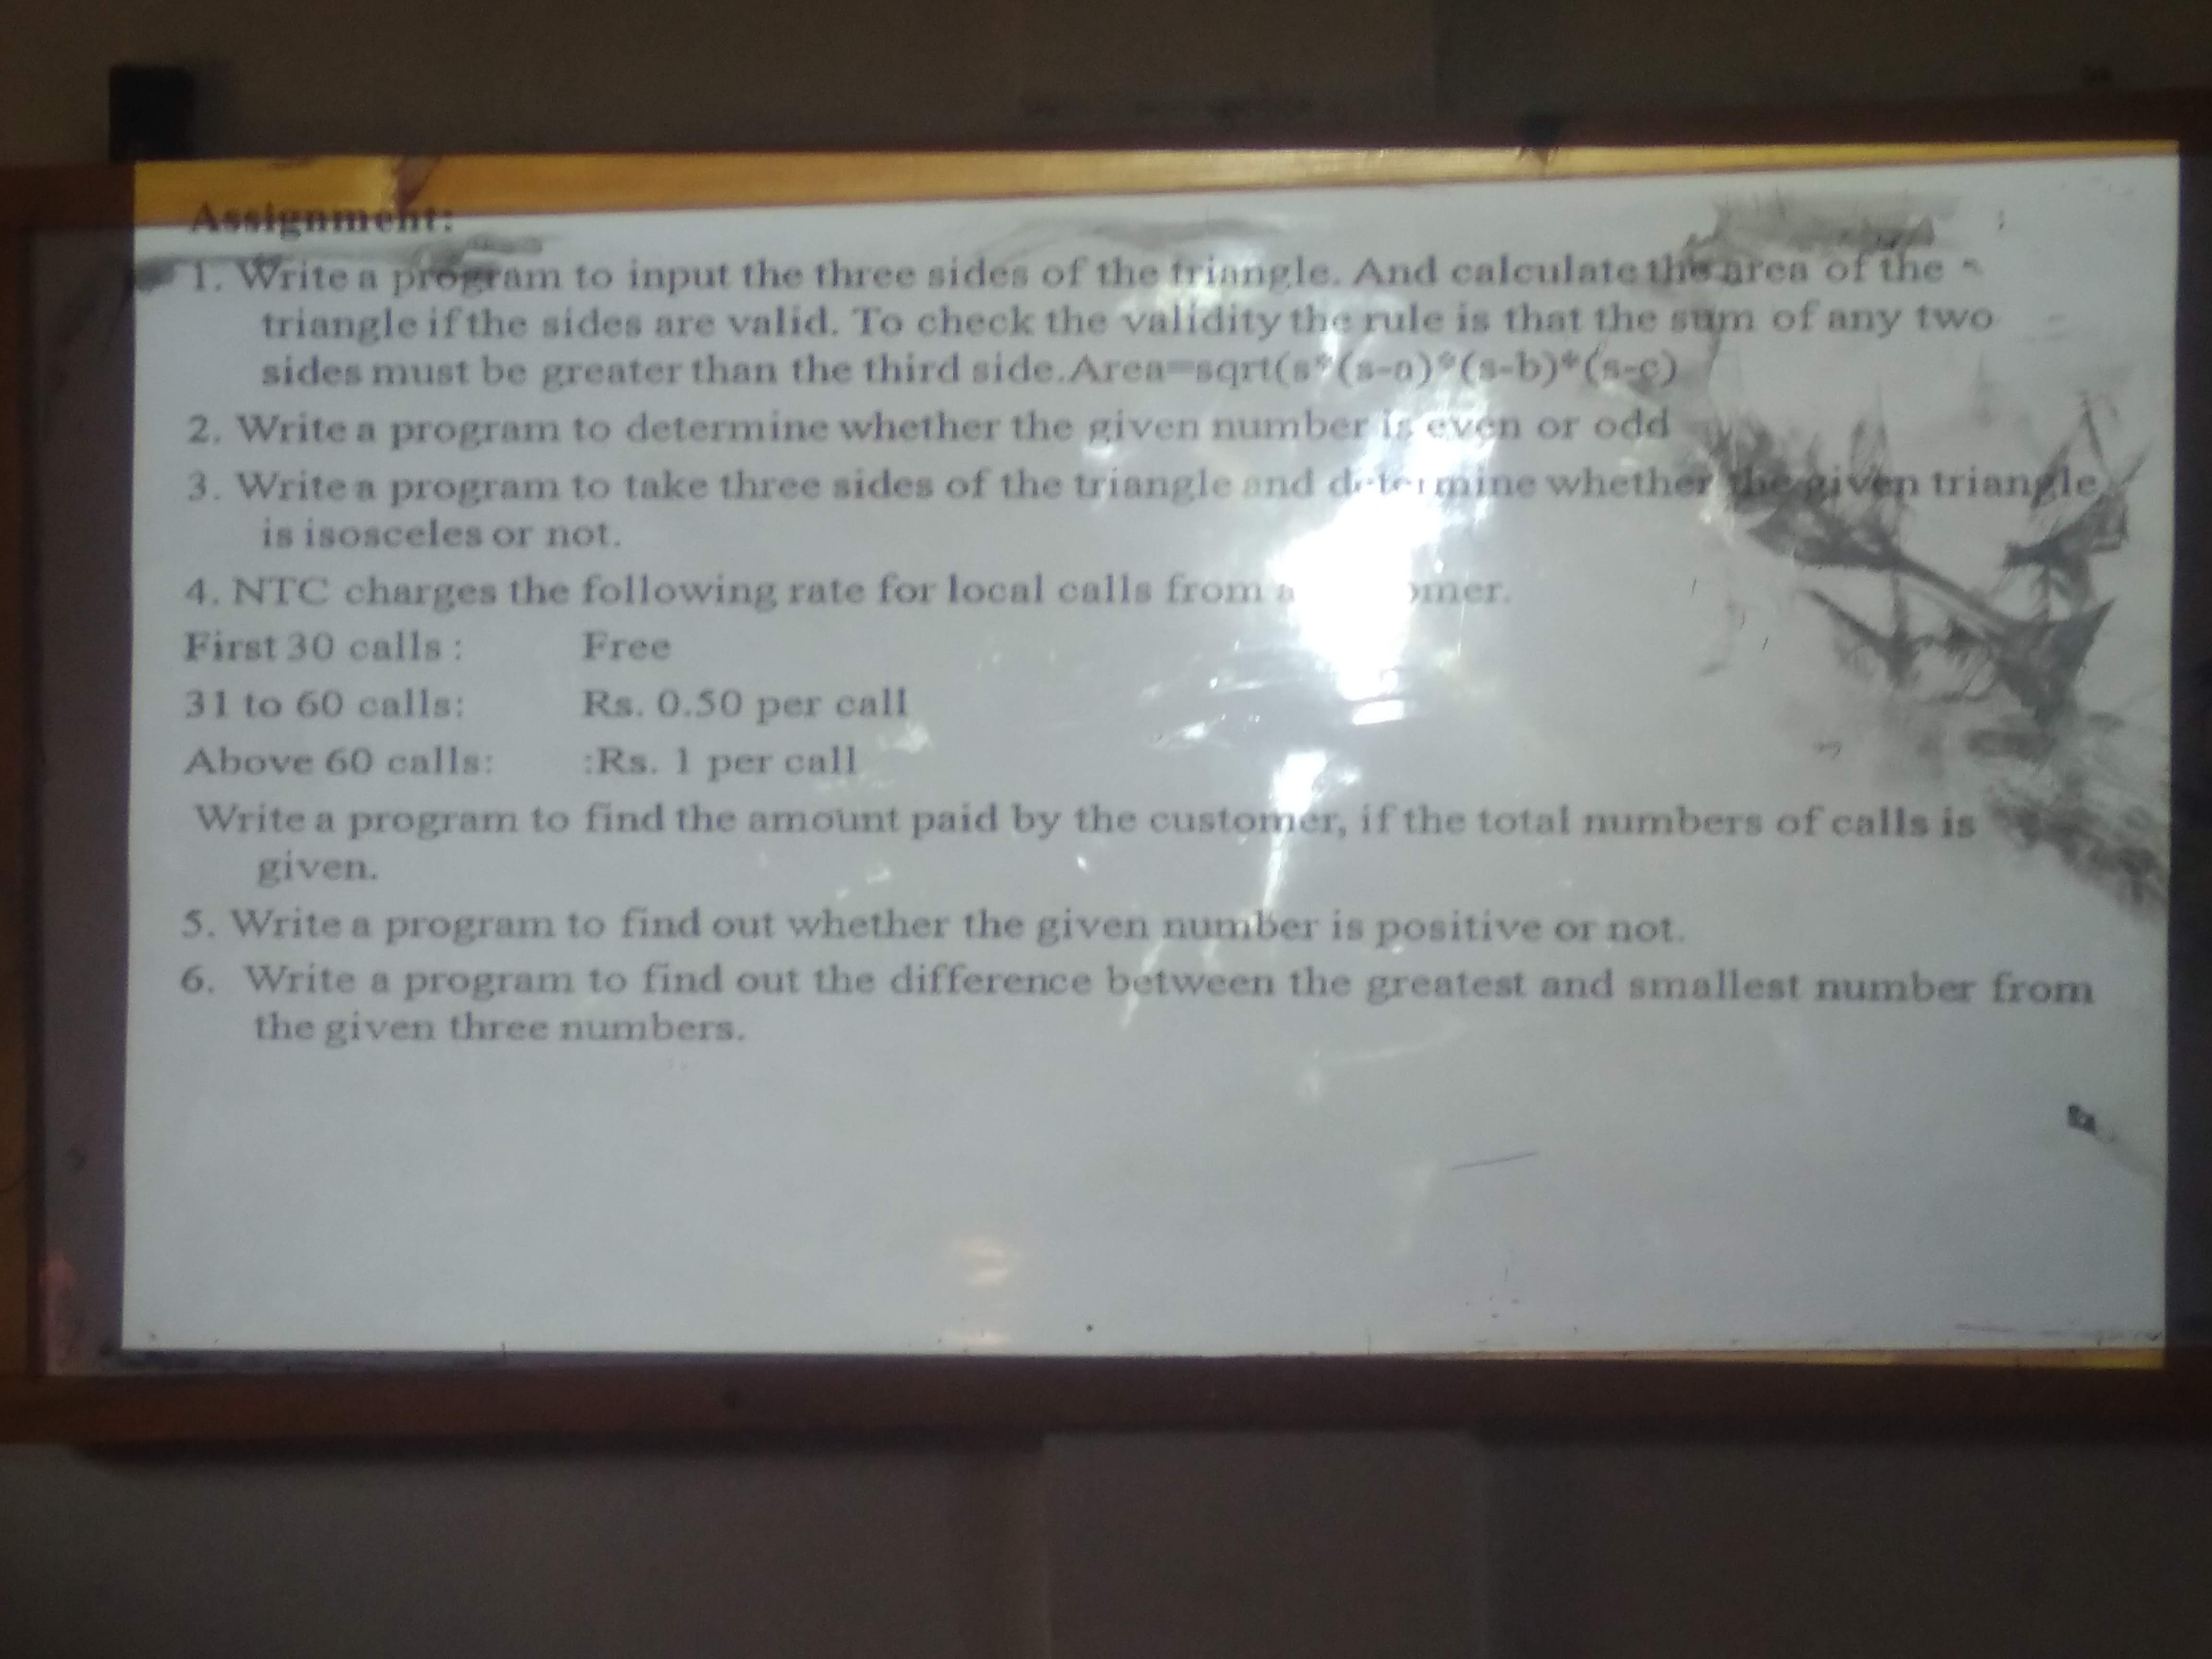 Assignment:
1. Write a program to input the three sides of the triangle. And calculate the area of the
triangle if the sides are valid. To check the validity the rule is that the sum of any two
sides must be greater than the third side.Area=sqrt(s*(s-a)*(s-b)*(s-c)
2. Write a program to determine whether the given number is even or odd
3. Write a program to take three sides of the triangle and determine whether the given triangle
is isosceles or not.
4. NTC charges the following rate for local calls from a
First 30 calls : Free
31 to 60 calls: Rs. 0.50 per call
Above 60 calls: :Rs. 1 per call
Write a program to find the amount paid by the customer, if the total numbers of calls is
given.
5. Write a program to find out whether the given number is positive or not.
6. Write a program to find out the difference between the greatest and smallest number from
the given three numbers.